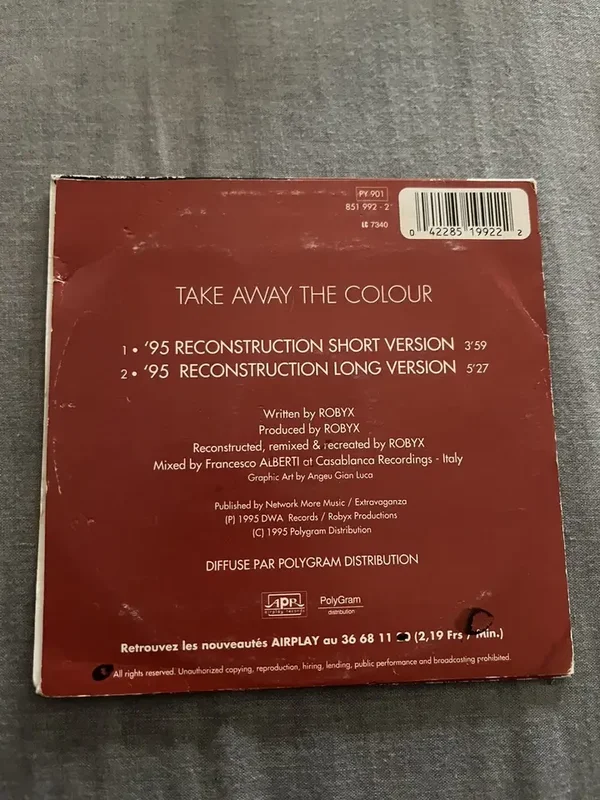 PY 901
851 992 - 2
LC 7340
0 42285 19922 2
TAKE AWAY THE COLOUR
1 • '95 RECONSTRUCTION SHORT VERSION 3'59
2 • '95 RECONSTRUCTION LONG VERSION 5'27
Written by ROBYX
Produced by ROBYX
Reconstructed, remixed & recreated by ROBYX
Mixed by Francesco ALBERTI at Casablanca Recordings - Italy
Graphic Art by Angeu Gian Luca
Published by Network More Music / Extravaganza
(P) 1995 DWA Records / Robyx Productions
(C) 1995 Polygram Distribution
DIFFUSE PAR POLYGRAM DISTRIBUTION
APR PolyGram
airplay records distribution
Retrouvez les nouveautés AIRPLAY au 36 68 11 (2,19 Frs / min.)
All rights reserved. Unauthorized copying, reproduction, hiring, lending, public performance and broadcasting prohibited.